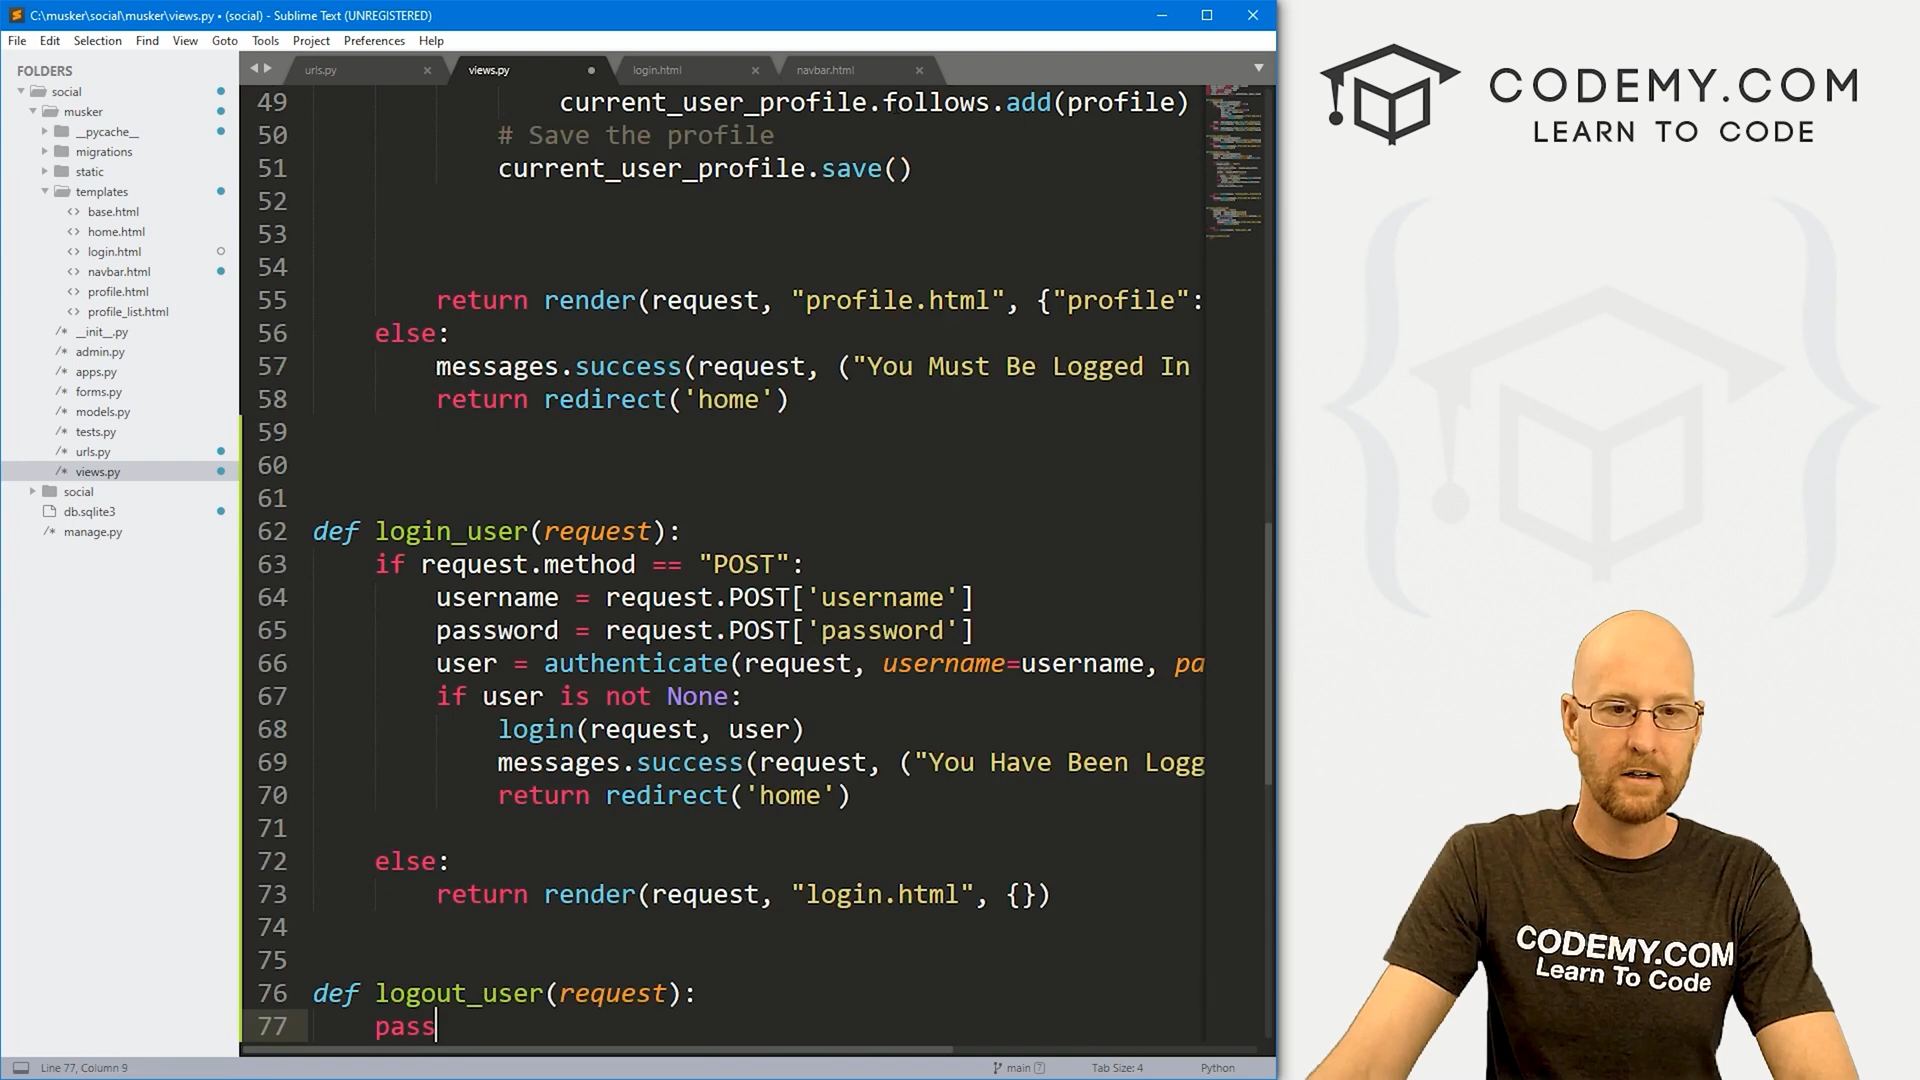 C:\musker\social\musker\views.py • (social) - Sublime Text (UNREGISTERED)
File Edit Selection Find View Goto Tools Project Preferences Help
FOLDERS
social
musker
__pycache__
migrations
static
templates
base.html
home.html
login.html
navbar.html
profile.html
profile_list.html
__init__.py
admin.py
apps.py
forms.py
models.py
tests.py
urls.py
views.py
social
db.sqlite3
manage.py
urls.py views.py login.html navbar.html
49 current_user_profile.follows.add(profile)
50 # Save the profile
51 current_user_profile.save()
52
53
54
55 return render(request, "profile.html", {"profile":
56 else:
57 messages.success(request, ("You Must Be Logged In
58 return redirect('home')
59
60
61
62 def login_user(request):
63 if request.method == "POST":
64 username = request.POST['username']
65 password = request.POST['password']
66 user = authenticate(request, username=username, pa
67 if user is not None:
68 login(request, user)
69 messages.success(request, ("You Have Been Logg
70 return redirect('home')
71
72 else:
73 return render(request, "login.html", {})
74
75
76 def logout_user(request):
77 pass
Line 77, Column 9 main 7 Tab Size: 4 Python
CODEMY.COM
LEARN TO CODE
CODEMY.COM
Learn To Code